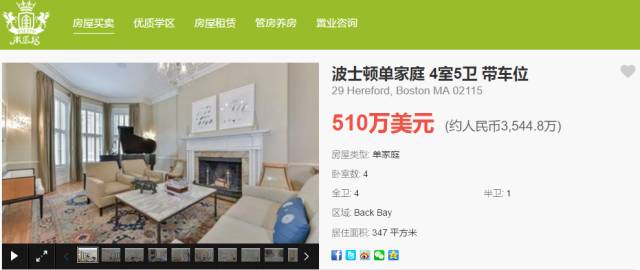 房屋买卖 优质学区 房屋租赁 管房养房 置业咨询
波士顿单家庭 4室5卫 带车位
29 Hereford, Boston MA 02115
510万美元 (约人民币3,544.8万)
房屋类型: 单家庭
卧室数: 4
全卫: 4 半卫: 1
区域: Back Bay
居住面积: 347 平方米